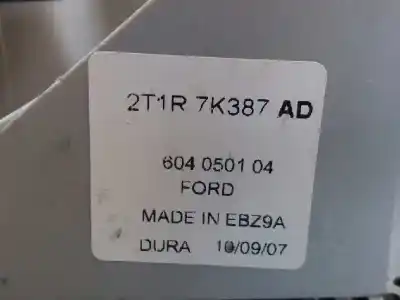 2T1R 7K387 AD
604 0501 04
FORD
MADE IN EBZ9A
DURA 10/09/07